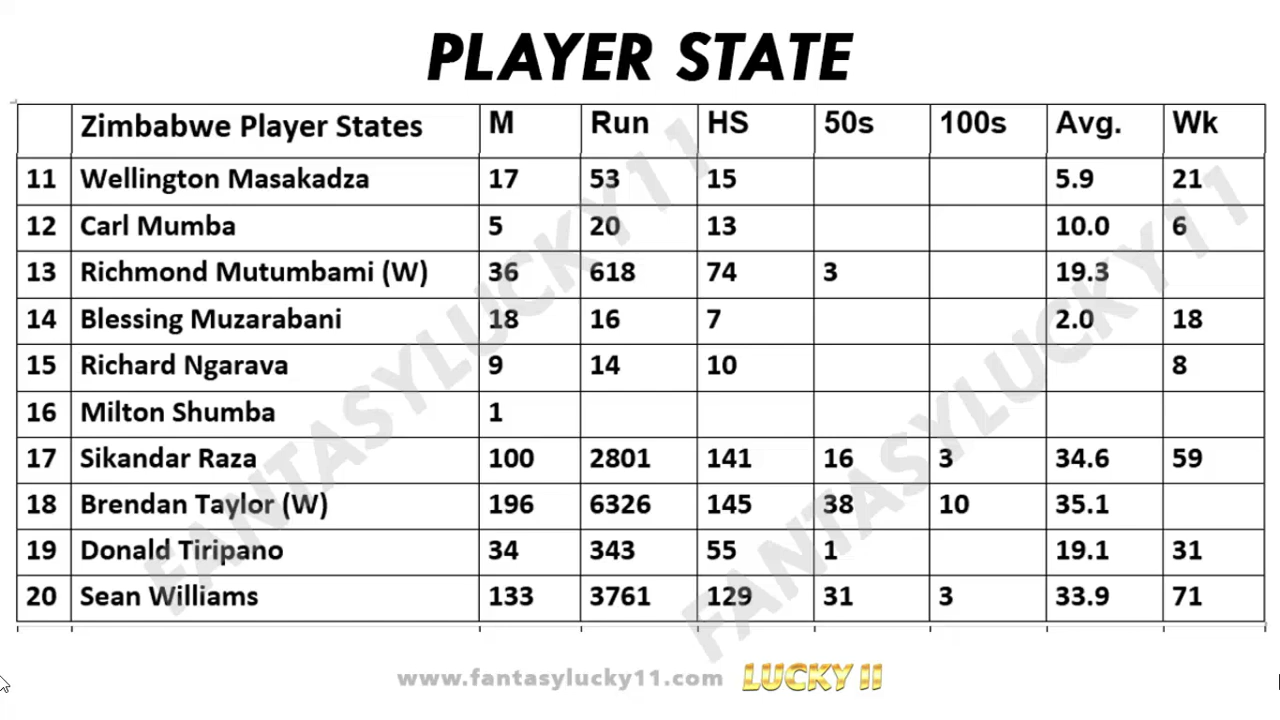 PLAYER STATE
Zimbabwe Player States M Run HS 50s 100s Avg. Wk
11 Wellington Masakadza 17 53 15 5.9 21
12 Carl Mumba 5 20 13 10.0 6
13 Richmond Mutumbami (W) 36 618 74 3 19.3
14 Blessing Muzarabani 18 16 7 2.0 18
15 Richard Ngarava 9 14 10 8
16 Milton Shumba 1
17 Sikandar Raza 100 2801 141 16 3 34.6 59
18 Brendan Taylor (W) 196 6326 145 38 10 35.1
19 Donald Tiripano 34 343 55 1 19.1 31
20 Sean Williams 133 3761 129 31 3 33.9 71
FANTASYLUCKY11
FANTASYLUCKY11
www.fantasylucky11.com LUCKY 11